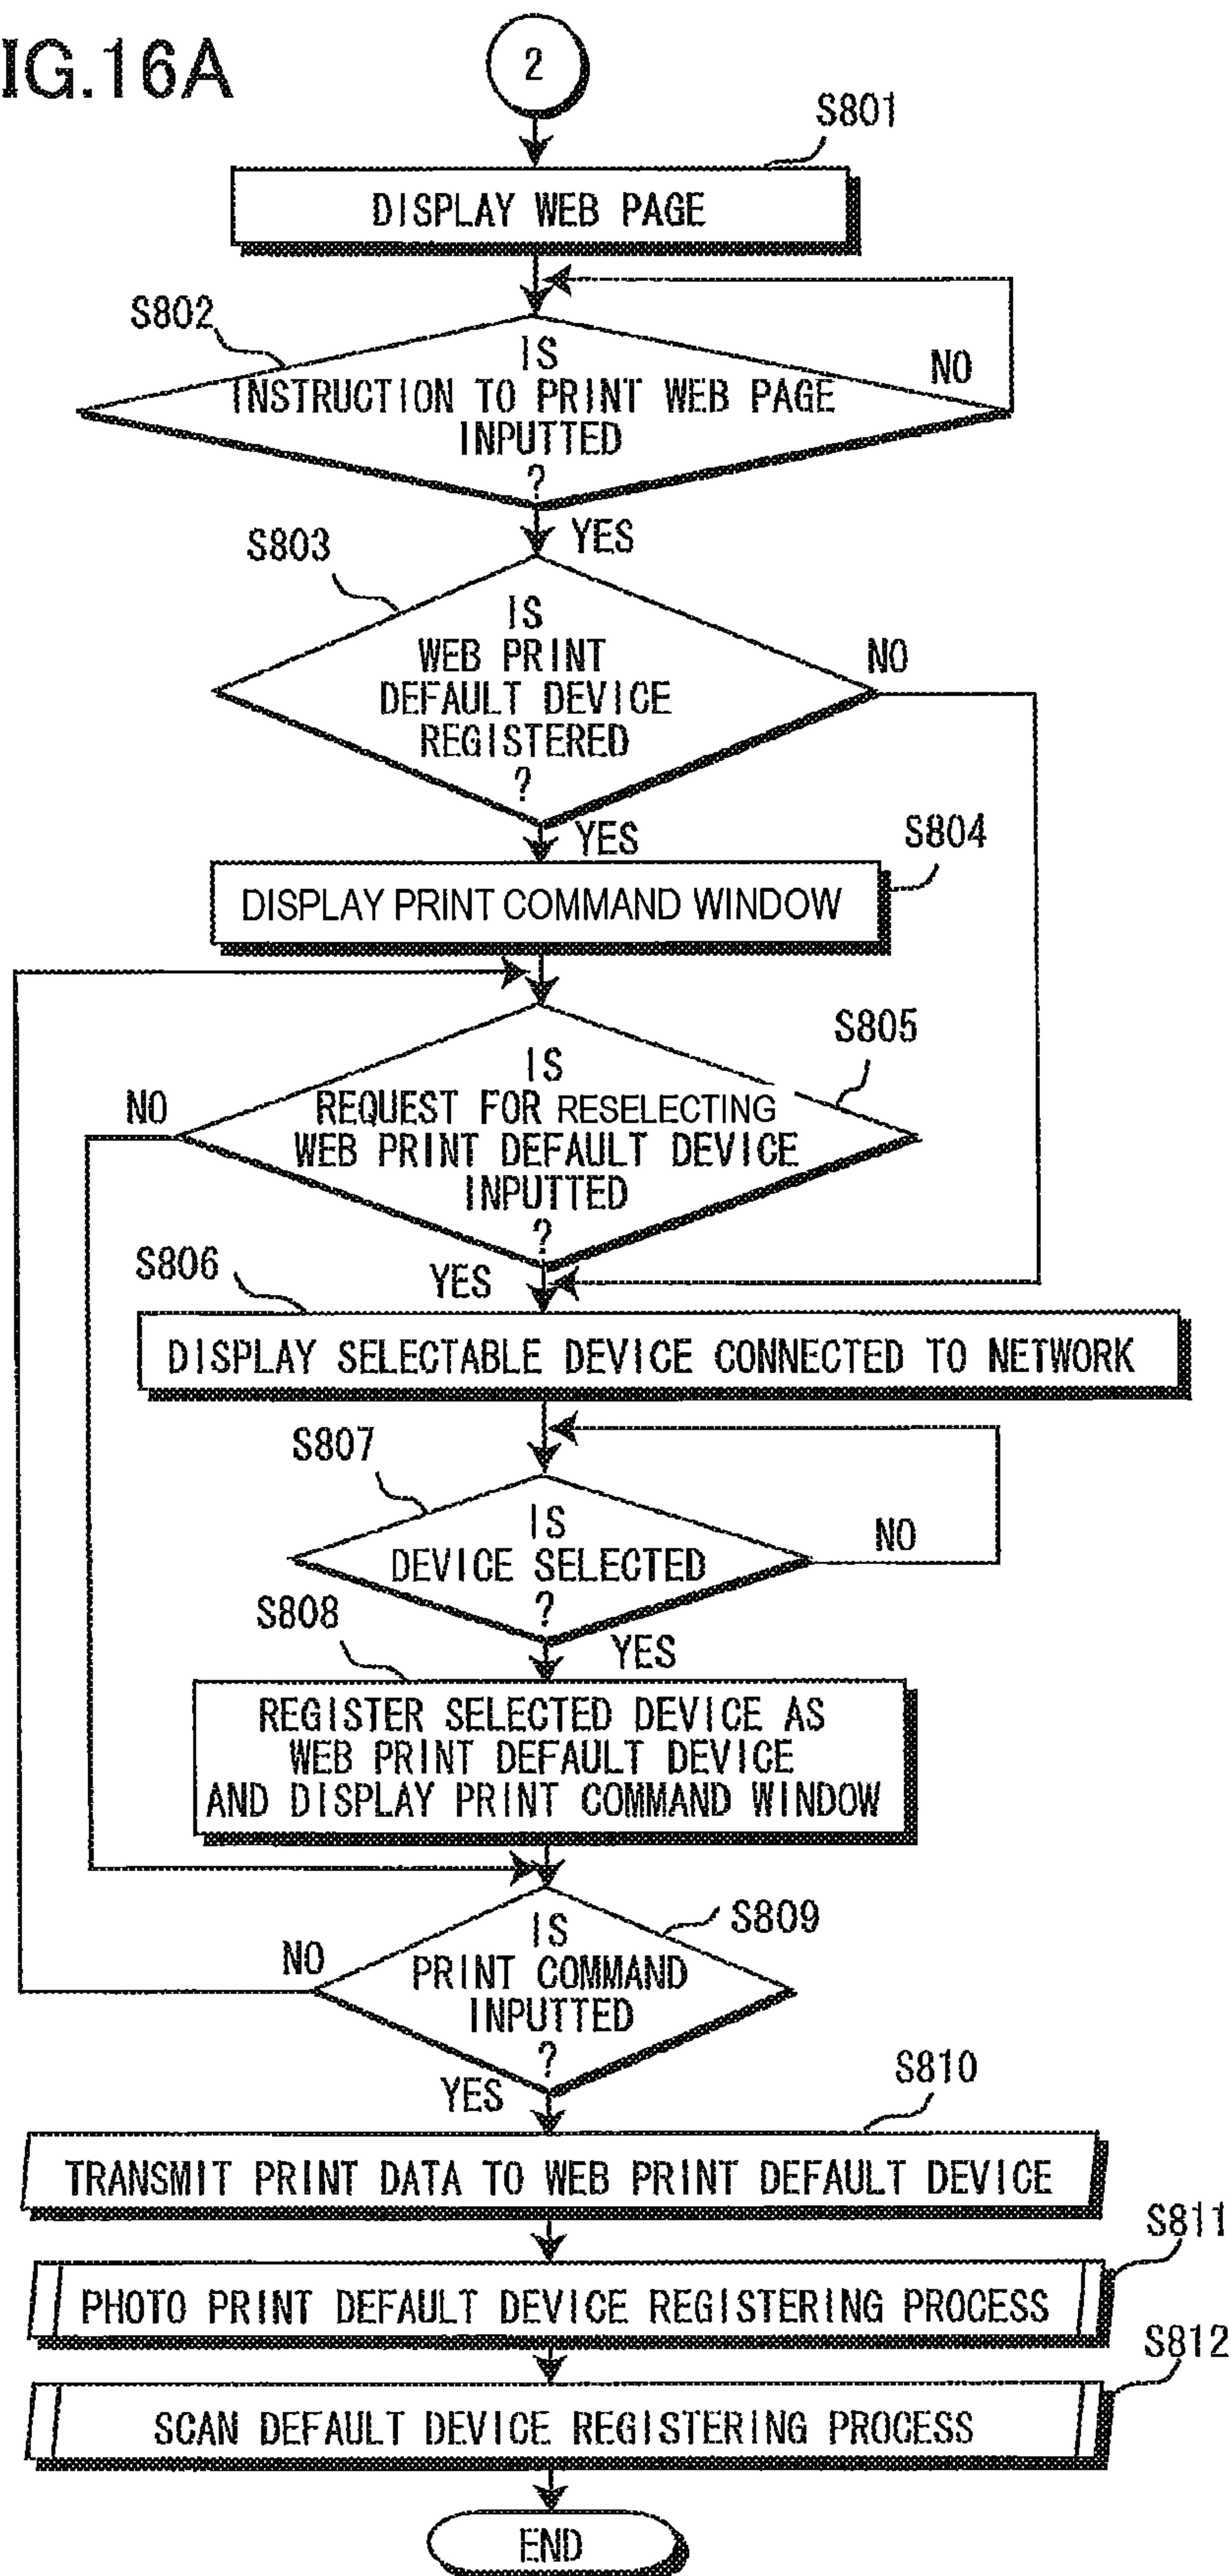 IG.16A
2
S801
DISPLAY WEB PAGE
S802
IS
INSTRUCTION TO PRINT WEB PAGE
INPUTTED
?
NO
YES
S803
IS
WEB PRINT
DEFAULT DEVICE
REGISTERED
?
NO
YES
S804
DISPLAY PRINT COMMAND WINDOW
S805
IS
REQUEST FOR RESELECTING
WEB PRINT DEFAULT DEVICE
INPUTTED
?
NO
YES
S806
DISPLAY SELECTABLE DEVICE CONNECTED TO NETWORK
S807
IS
DEVICE SELECTED
?
NO
YES
S808
REGISTER SELECTED DEVICE AS
WEB PRINT DEFAULT DEVICE
AND DISPLAY PRINT COMMAND WINDOW
S809
IS
PRINT COMMAND
INPUTTED
?
NO
YES
S810
TRANSMIT PRINT DATA TO WEB PRINT DEFAULT DEVICE
S811
PHOTO PRINT DEFAULT DEVICE REGISTERING PROCESS
S812
SCAN DEFAULT DEVICE REGISTERING PROCESS
END